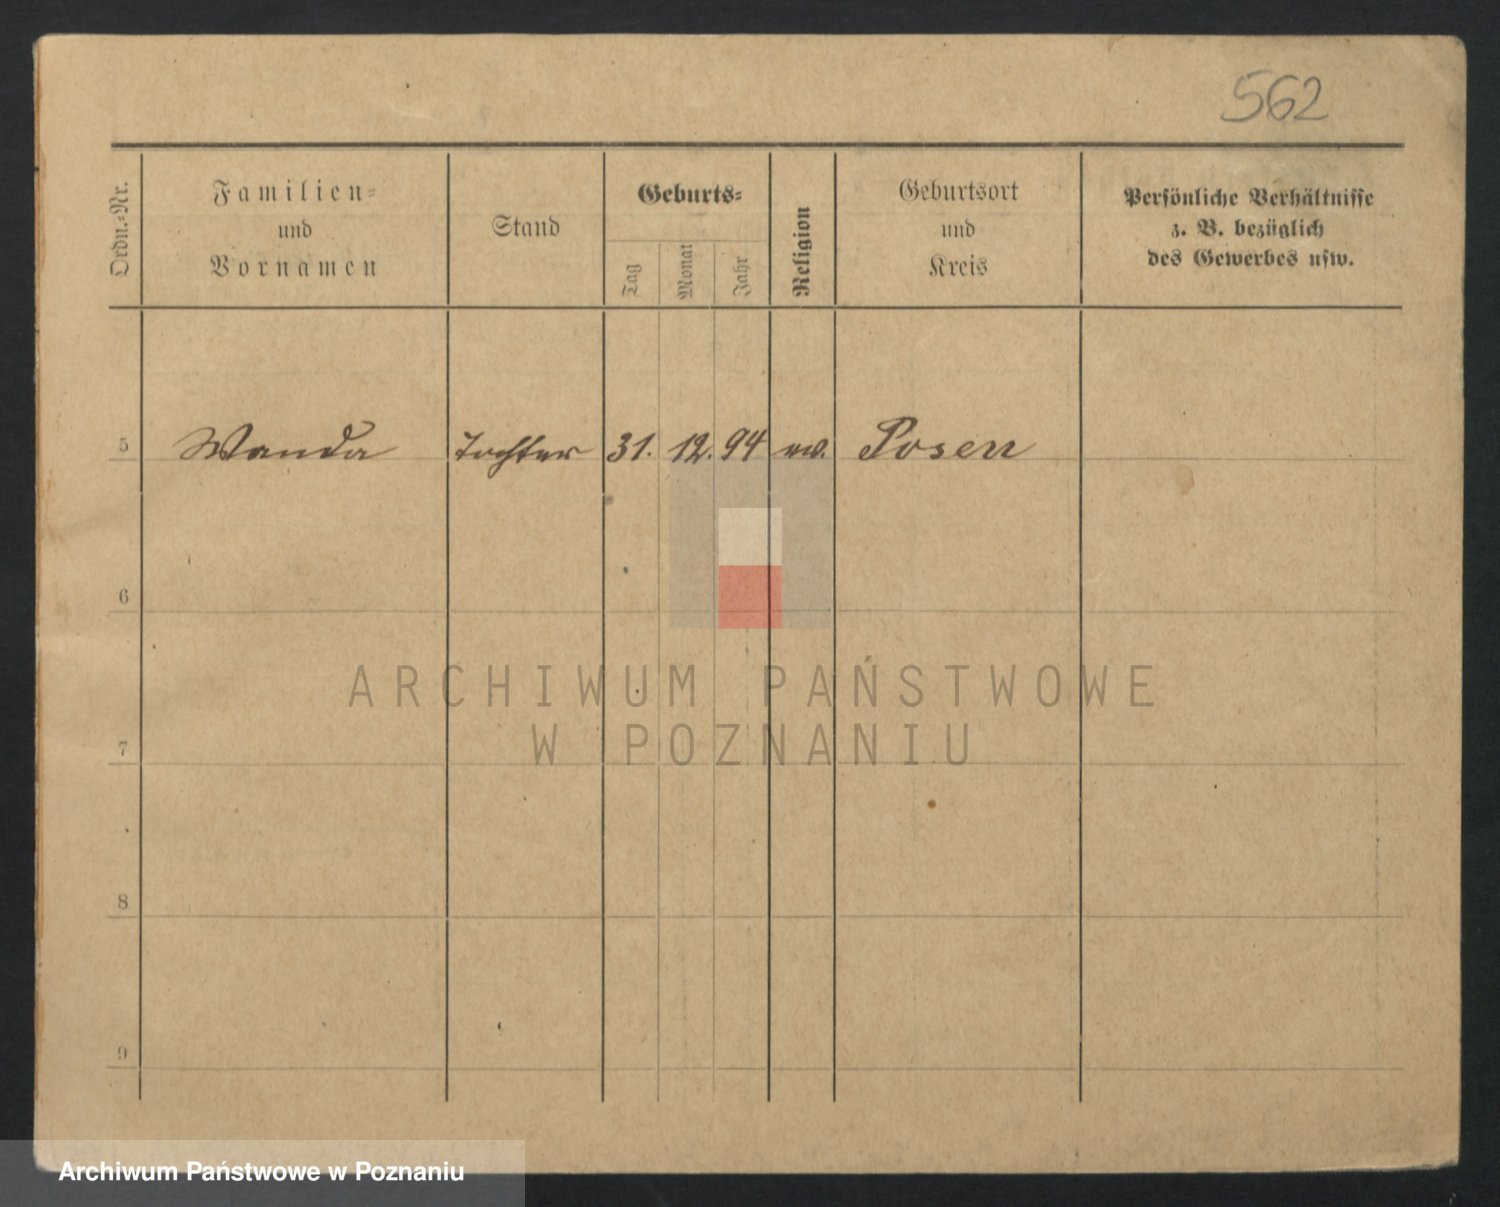 562
Ordn.-Nr.
Familien-
und
Vornamen
Stand
Geburts-
Tag
Monat
Jahr
Religion
Geburtsort
und
Kreis
Persönliche Verhältnisse
z. B. bezüglich
des Gewerbes usw.
5 Wanda Tochter 31. 12. 94 ev. Posen
6
7
8
9
ARCHIWUM PAŃSTWOWE
W POZNANIU
Archiwum Państwowe w Poznaniu